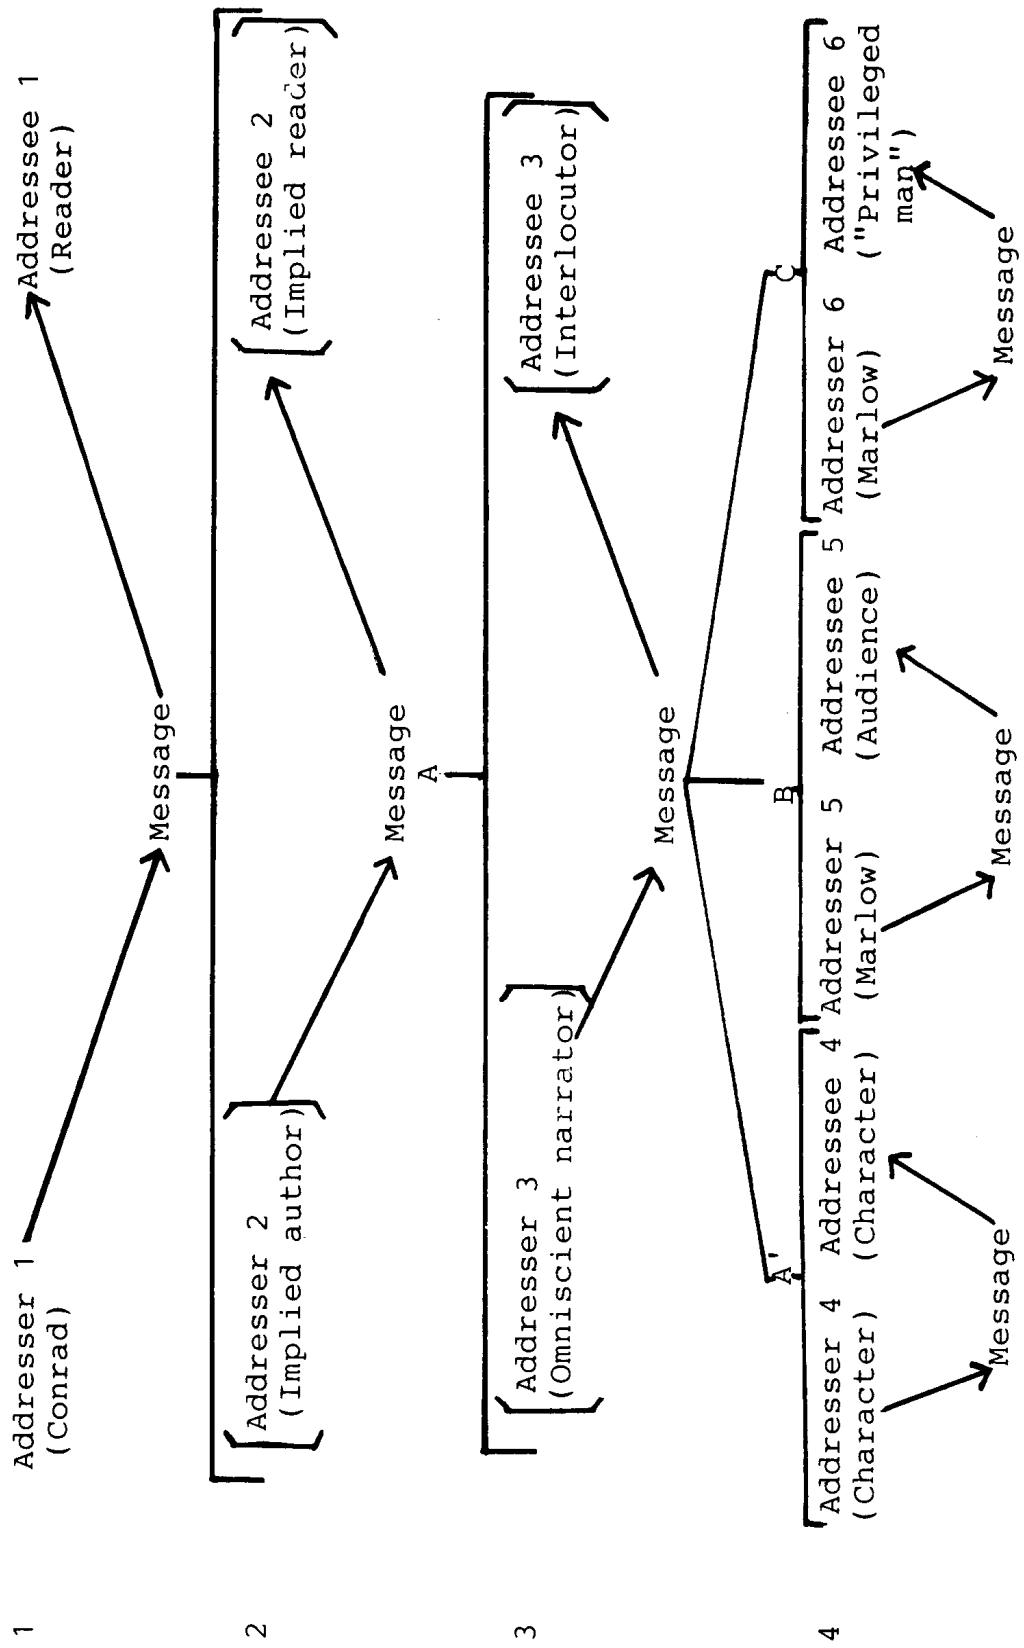 1
Addresser 1
(Conrad)
Addressee 1
(Reader)
Message
2
Addresser 2
(Implied author)
Addressee 2
(Implied reader)
Message
A
3
Addresser 3
(Omniscient narrator)
Addressee 3
(Interlocutor)
Message
A'
B
C
4
Addresser 4
(Character)
Addressee 4
(Character)
Addresser 5
(Marlow)
Addressee 5
(Audience)
Addresser 6
(Marlow)
Addressee 6
("Privileged
man")
Message
Message
Message